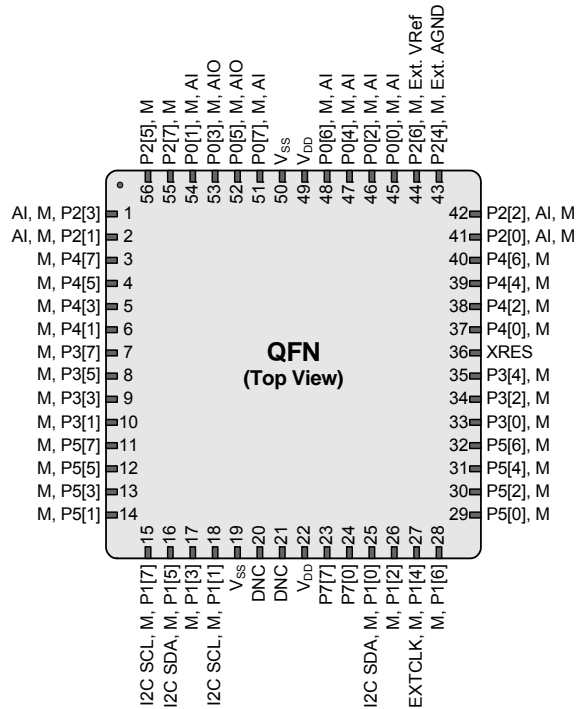 P2[5], M
P2[7], M
P0[1], M, AI
P0[3], M, AIO
P0[5], M, AIO
P0[7], M, AI
VSS
VDD
P0[6], M, AI
P0[4], M, AI
P0[2], M, AI
P0[0], M, AI
P2[6], M, Ext. VRef
P2[4], M, Ext. AGND
56
55
54
53
52
51
50
49
48
47
46
45
44
43
AI, M, P2[3] 1
AI, M, P2[1] 2
M, P4[7] 3
M, P4[5] 4
M, P4[3] 5
M, P4[1] 6
M, P3[7] 7
M, P3[5] 8
M, P3[3] 9
M, P3[1] 10
M, P5[7] 11
M, P5[5] 12
M, P5[3] 13
M, P5[1] 14
QFN
(Top View)
42 P2[2], AI, M
41 P2[0], AI, M
40 P4[6], M
39 P4[4], M
38 P4[2], M
37 P4[0], M
36 XRES
35 P3[4], M
34 P3[2], M
33 P3[0], M
32 P5[6], M
31 P5[4], M
30 P5[2], M
29 P5[0], M
15
16
17
18
19
20
21
22
23
24
25
26
27
28
I2C SCL, M, P1[7]
I2C SDA, M, P1[5]
M, P1[3]
I2C SCL, M, P1[1]
VSS
DNC
DNC
VDD
P7[7]
P7[0]
I2C SDA, M, P1[0]
M, P1[2]
EXTCLK, M, P1[4]
M, P1[6]